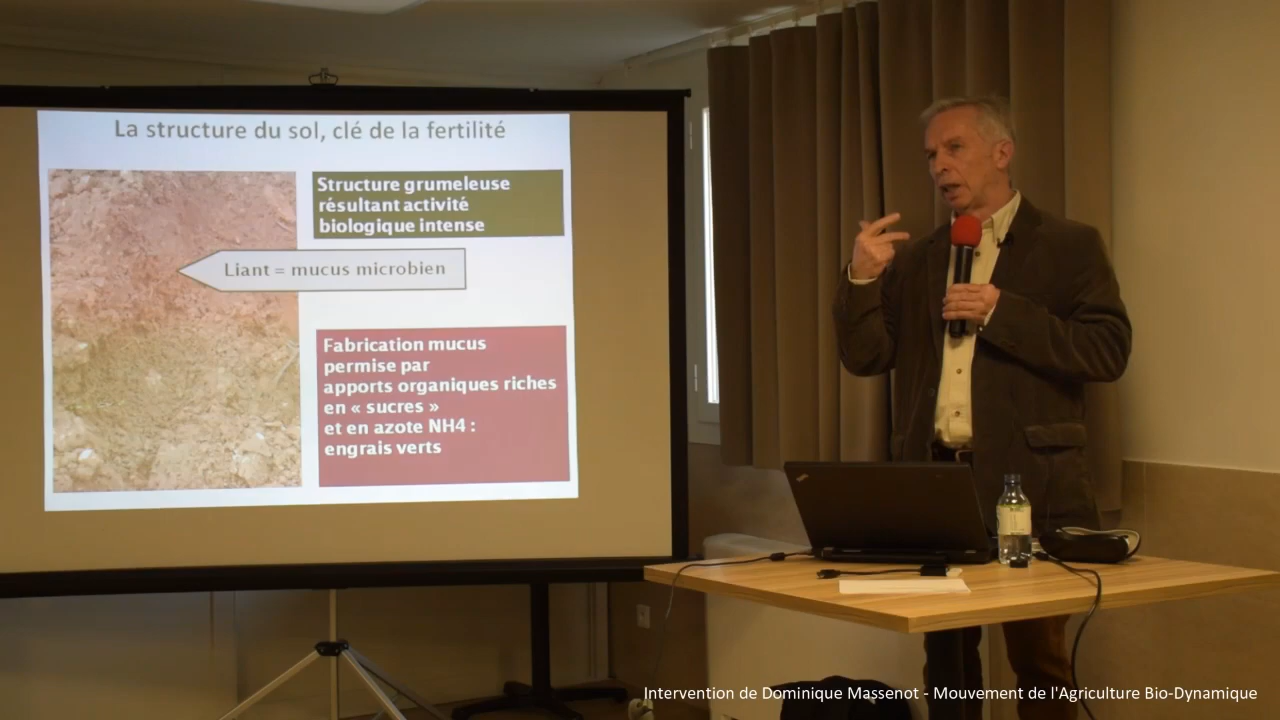 La structure du sol, clé de la fertilité
Structure grumeleuse
résultant activité
biologique intense
Liant = mucus microbien
Fabrication mucus
permise par
apports organiques riches
en « sucres »
et en azote NH4 :
engrais verts
Intervention de Dominique Massenot - Mouvement de l'Agriculture Bio-Dynamique